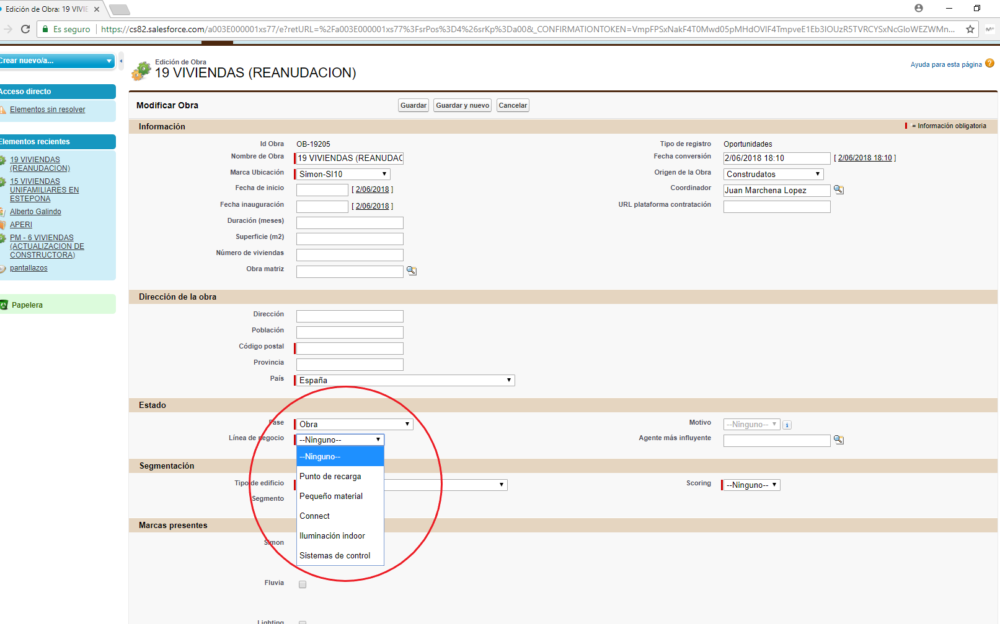 Edición de Obra: 19 VIVIE
Es seguro
https://cs82.salesforce.com/a003E000001xs77/e?retURL=%2Fa003E000001xs77%3FsrPos%3D4%26srKp%3Da00&_CONFIRMATIONTOKEN=VmpFPSxNakF4T0Mwd05pMHdOVlF4TmpveE1Eb3lOUzR5TVRCYSxNcGloWEZWMn...
Crear nuevo/a...
Edición de Obra
19 VIVIENDAS (REANUDACION)
Ayuda para esta página
Acceso directo
Elementos sin resolver
Elementos recientes
19 VIVIENDAS
(REANUDACION)
15 VIVIENDAS
UNIFAMILIARES EN
ESTEPONA
Alberto Galindo
APERI
PM - 6 VIVIENDAS
(ACTUALIZACION DE
CONSTRUCTORA)
pantallazos
Papelera
Modificar Obra
Guardar
Guardar y nuevo
Cancelar
Información
= Información obligatoria
Id Obra OB-19205
Tipo de registro Oportunidades
Nombre de Obra 19 VIVIENDAS (REANUDAC
Fecha conversión 2/06/2018 18:10 [ 2/06/2018 18:10 ]
Marca Ubicación Simon-SI10
Origen de la Obra Construdatos
Fecha de inicio [ 2/06/2018 ]
Coordinador Juan Marchena Lopez
Fecha inauguración [ 2/06/2018 ]
URL plataforma contratación
Duración (meses)
Superficie (m2)
Número de viviendas
Obra matriz
Dirección de la obra
Dirección
Población
Código postal
Provincia
País España
Estado
Fase Obra
Motivo --Ninguno--
Línea de negocio --Ninguno--
Agente más influyente
--Ninguno--
Punto de recarga
Pequeño material
Connect
Iluminación indoor
Sistemas de control
Segmentación
Tipo de edificio
Scoring --Ninguno--
Segmento
Marcas presentes
Simon
Fluvia
Lighting